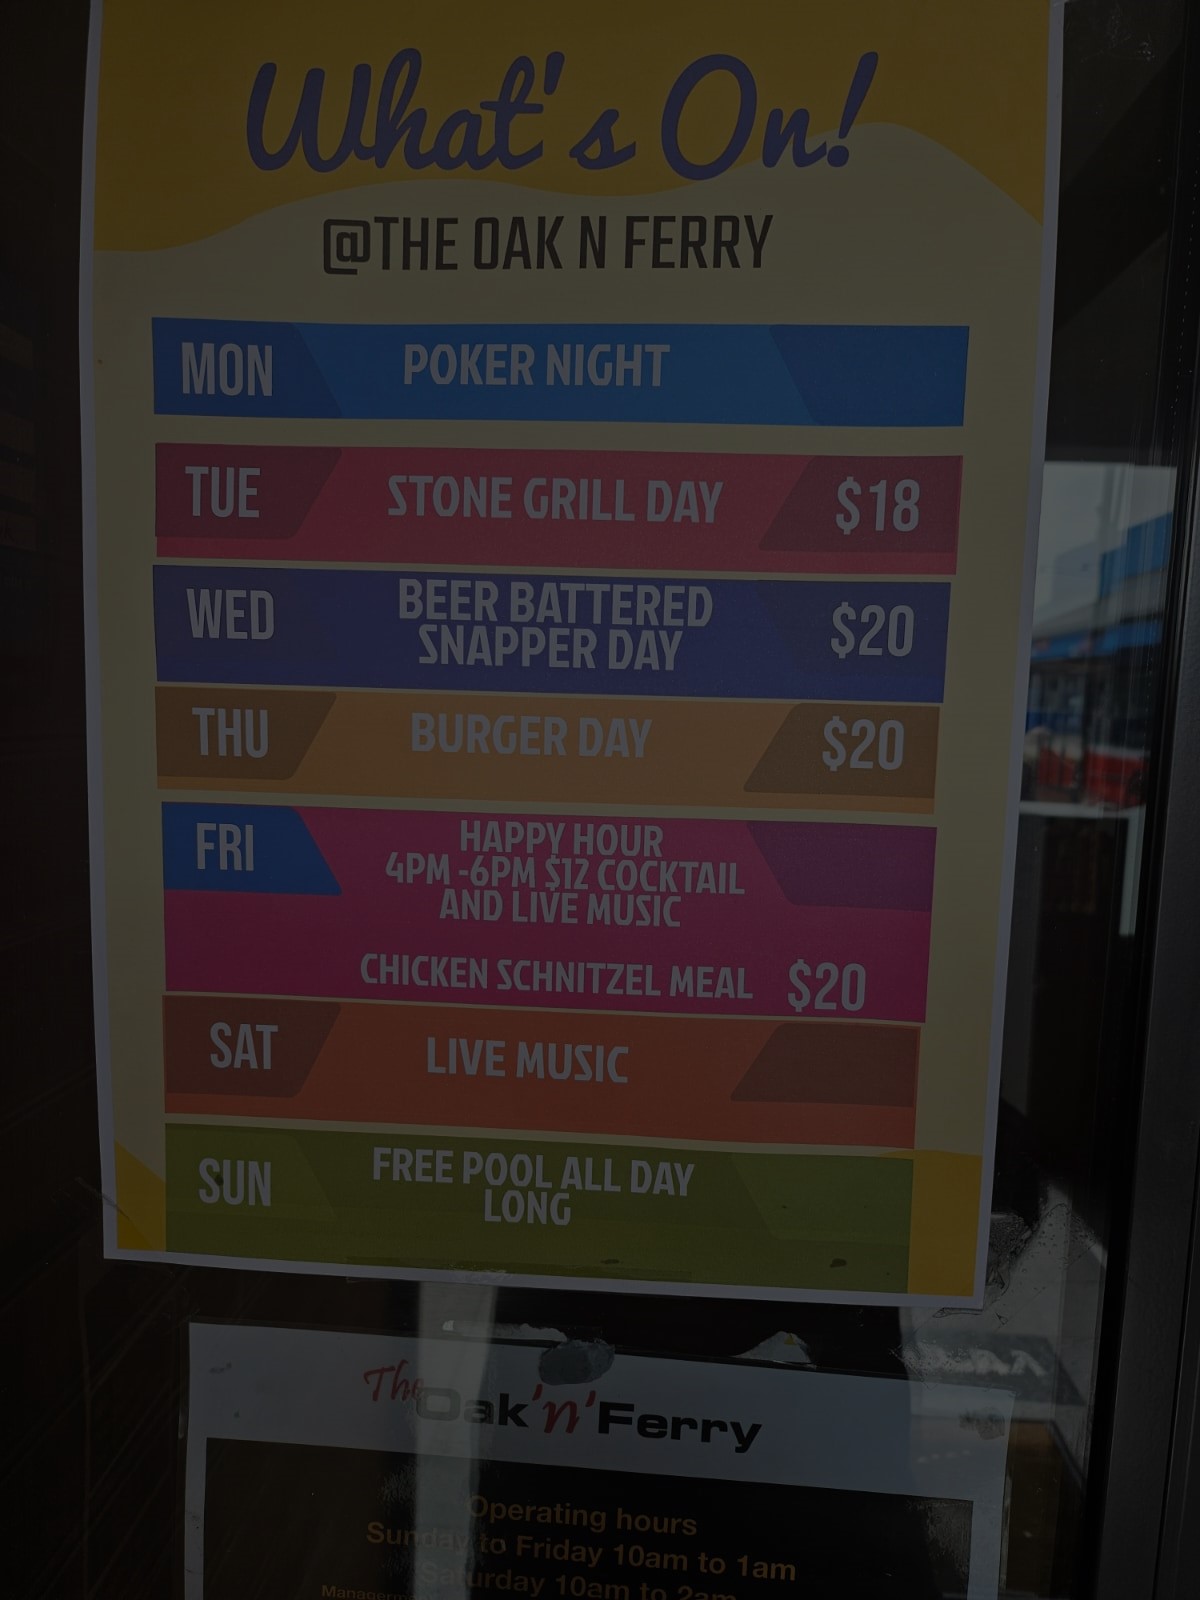 What's On!
@THE OAK N FERRY
MON POKER NIGHT
TUE STONE GRILL DAY $18
WED BEER BATTERED
SNAPPER DAY $20
THU BURGER DAY $20
FRI HAPPY HOUR
4PM -6PM $12 COCKTAIL
AND LIVE MUSIC
CHICKEN SCHNITZEL MEAL $20
SAT LIVE MUSIC
SUN FREE POOL ALL DAY
LONG
The Oak 'n' Ferry
Operating hours
Sunday to Friday 10am to 1am
Saturday 10am to 2am